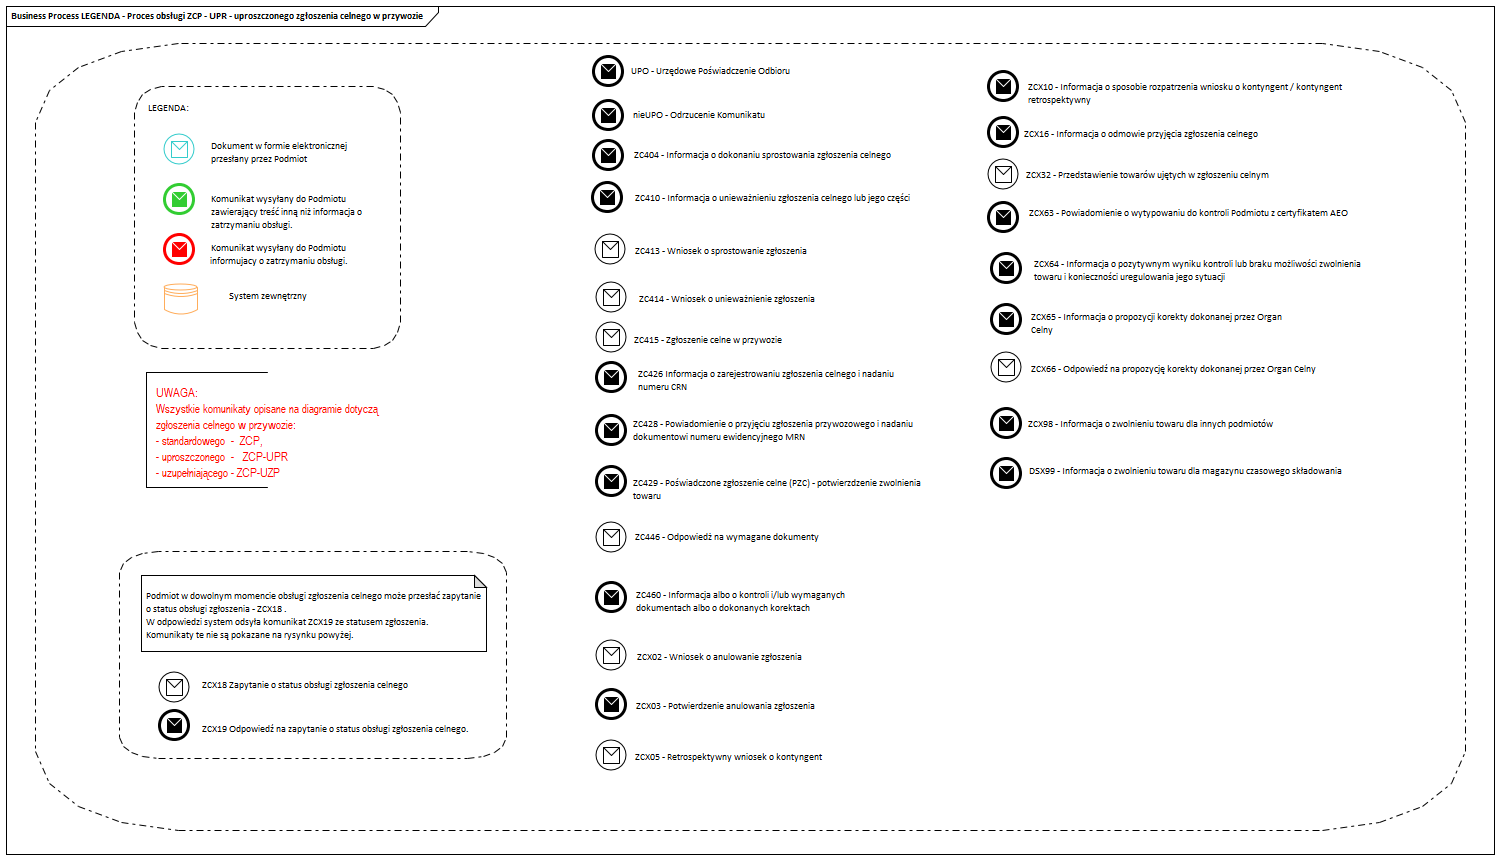 Business Process LEGENDA - Proces obsługi ZCP - UPR - uproszczonego zgłoszenia celnego w przywozie
LEGENDA:
Dokument w formie elektronicznej
przesłany przez Podmiot
Komunikat wysyłany do Podmiotu
zawierający treść inną niż informacja o
zatrzymaniu obsługi.
Komunikat wysyłany do Podmiotu
informujacy o zatrzymaniu obsługi.
System zewnętrzny
UWAGA:
Wszystkie komunikaty opisane na diagramie dotyczą
zgłoszenia celnego w przywozie:
- standardowego - ZCP,
- uproszczonego - ZCP-UPR
- uzupełniającego - ZCP-UZP
Podmiot w dowolnym momencie obsługi zgłoszenia celnego może przesłać zapytanie
o status obsługi zgłoszenia - ZCX18 .
W odpowiedzi system odsyła komunikat ZCX19 ze statusem zgłoszenia.
Komunikaty te nie są pokazane na rysynku powyżej.
ZCX18 Zapytanie o status obsługi zgłoszenia celnego
ZCX19 Odpowiedź na zapytanie o status obsługi zgłoszenia celnego.
UPO - Urzędowe Poświadczenie Odbioru
nieUPO - Odrzucenie Komunikatu
ZC404 - Informacja o dokonaniu sprostowania zgłoszenia celnego
ZC410 - Informacja o unieważnieniu zgłoszenia celnego lub jego części
ZC413 - Wniosek o sprostowanie zgłoszenia
ZC414 - Wniosek o unieważnienie zgłoszenia
ZC415 - Zgłoszenie celne w przywozie
ZC426 Informacja o zarejestrowaniu zgłoszenia celnego i nadaniu
numeru CRN
ZC428 - Powiadomienie o przyjęciu zgłoszenia przywozowego i nadaniu
dokumentowi numeru ewidencyjnego MRN
ZC429 - Poświadczone zgłoszenie celne (PZC) - potwierzdzenie zwolnienia
towaru
ZC446 - Odpowiedź na wymagane dokumenty
ZC460 - Informacja albo o kontroli i/lub wymaganych
dokumentach albo o dokonanych korektach
ZCX02 - Wniosek o anulowanie zgłoszenia
ZCX03 - Potwierdzenie anulowania zgłoszenia
ZCX05 - Retrospektywny wniosek o kontyngent
ZCX10 - Informacja o sposobie rozpatrzenia wniosku o kontyngent / kontyngent
retrospektywny
ZCX16 - Informacja o odmowie przyjęcia zgłoszenia celnego
ZCX32 - Przedstawienie towarów ujętych w zgłoszeniu celnym
ZCX63 - Powiadomienie o wytypowaniu do kontroli Podmiotu z certyfikatem AEO
ZCX64 - Informacja o pozytywnym wyniku kontroli lub braku możliwości zwolnienia
towaru i konieczności uregulowania jego sytuacji
ZCX65 - Informacja o propozycji korekty dokonanej przez Organ
Celny
ZCX66 - Odpowiedź na propozycję korekty dokonanej przez Organ Celny
ZCX98 - Informacja o zwolnieniu towaru dla innych podmiotów
DSX99 - Informacja o zwolnieniu towaru dla magazynu czasowego składowania